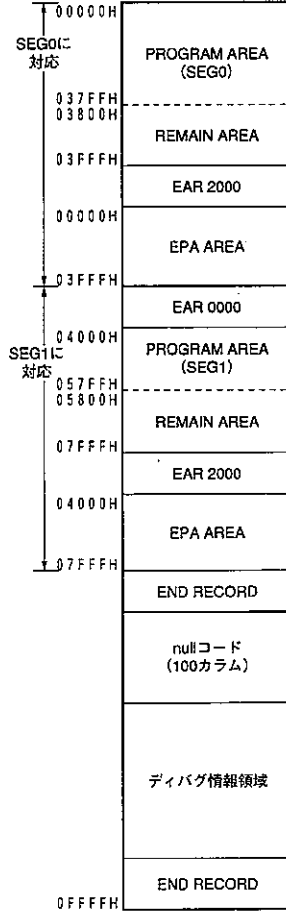 00000H
SEG0に
対応
PROGRAM AREA
(SEG0)
037FFH
03800H
REMAIN AREA
03FFFH
EAR 2000
00000H
EPA AREA
03FFFH
EAR 0000
04000H
SEG1に
対応
PROGRAM AREA
(SEG1)
057FFH
05800H
REMAIN AREA
07FFFH
EAR 2000
04000H
EPA AREA
07FFFH
END RECORD
nullコード
(100カラム)
ディバグ情報領域
END RECORD
0FFFFH